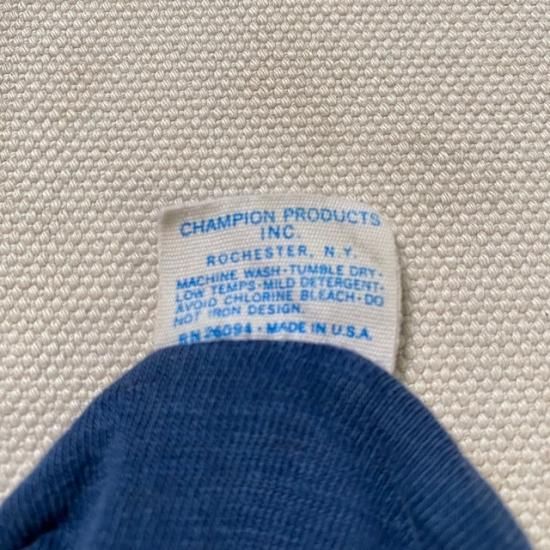 CHAMPION PRODUCTS
INC.
ROCHESTER, N.Y.
MACHINE WASH·TUMBLE DRY·
LOW TEMPS·MILD DETERGENT·
AVOID CHLORINE BLEACH·DO
NOT IRON DESIGN.
RN 26094·MADE IN U.S.A.